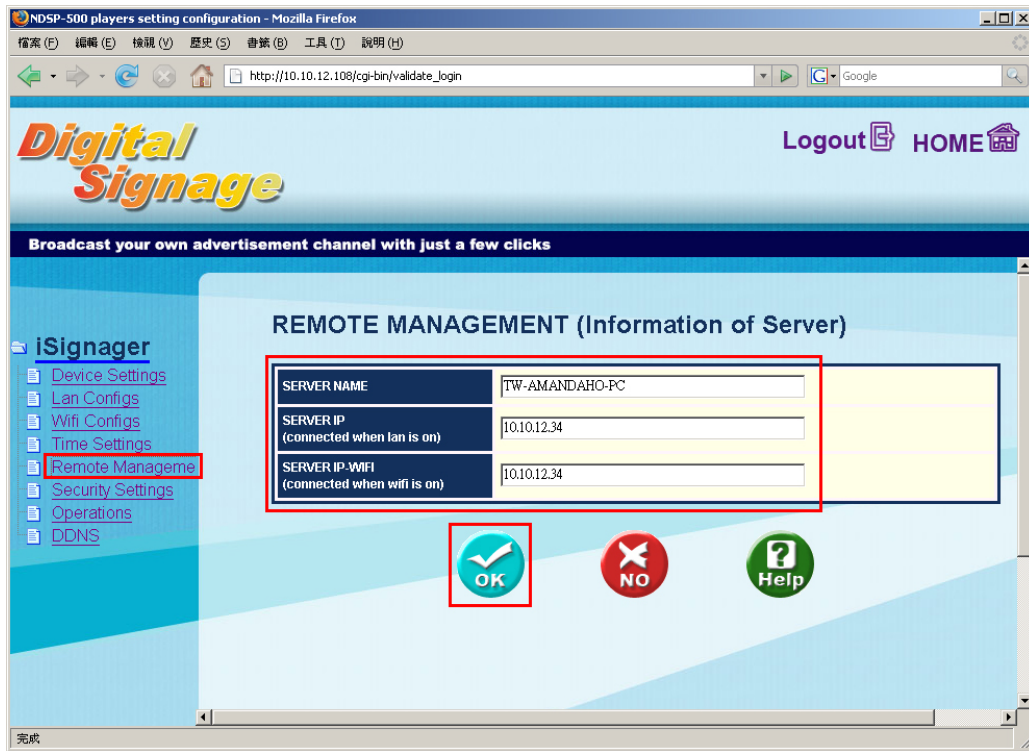 NDSP-500 players setting configuration - Mozilla Firefox
檔案(F) 編輯(E) 檢視(V) 歷史(S) 書籤(B) 工具(T) 說明(H)
http://10.10.12.108/cgi-bin/validate_login
G Google
Digital
Signage
Logout HOME
Broadcast your own advertisement channel with just a few clicks
iSignager
Device Settings
Lan Configs
Wifi Configs
Time Settings
Remote Manageme
Security Settings
Operations
DDNS
REMOTE MANAGEMENT (Information of Server)
SERVER NAME TW-AMANDAHO-PC
SERVER IP
(connected when lan is on) 10.10.12.34
SERVER IP-WIFI
(connected when wifi is on) 10.10.12.34
OK NO Help
完成